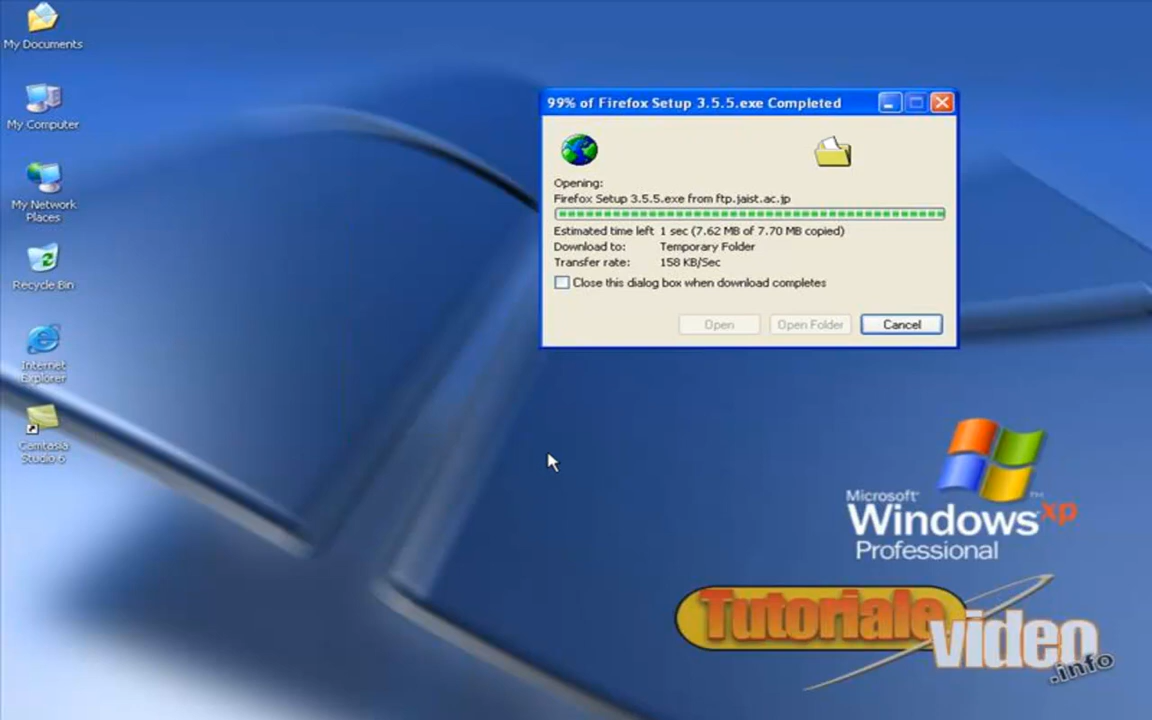 My Documents
My Computer
My Network
Places
Recycle Bin
Internet
Explorer
Camtasia
Studio 6
99% of Firefox Setup 3.5.5.exe Completed
Opening:
Firefox Setup 3.5.5.exe from ftp.jaist.ac.jp
Estimated time left 1 sec (7.62 MB of 7.70 MB copied)
Download to: Temporary Folder
Transfer rate: 158 KB/Sec
Close this dialog box when download completes
Open Open Folder Cancel
Microsoft®
Windows xp ™
Professional
Tutoriale
video
.info